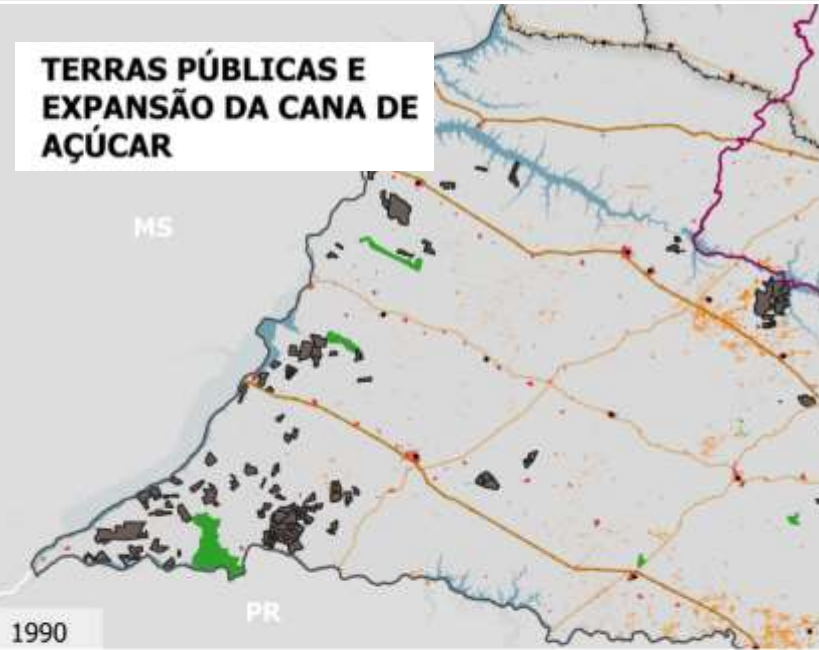 TERRAS PÚBLICAS E
EXPANSÃO DA CANA DE
AÇÚCAR
MS
PR
1990